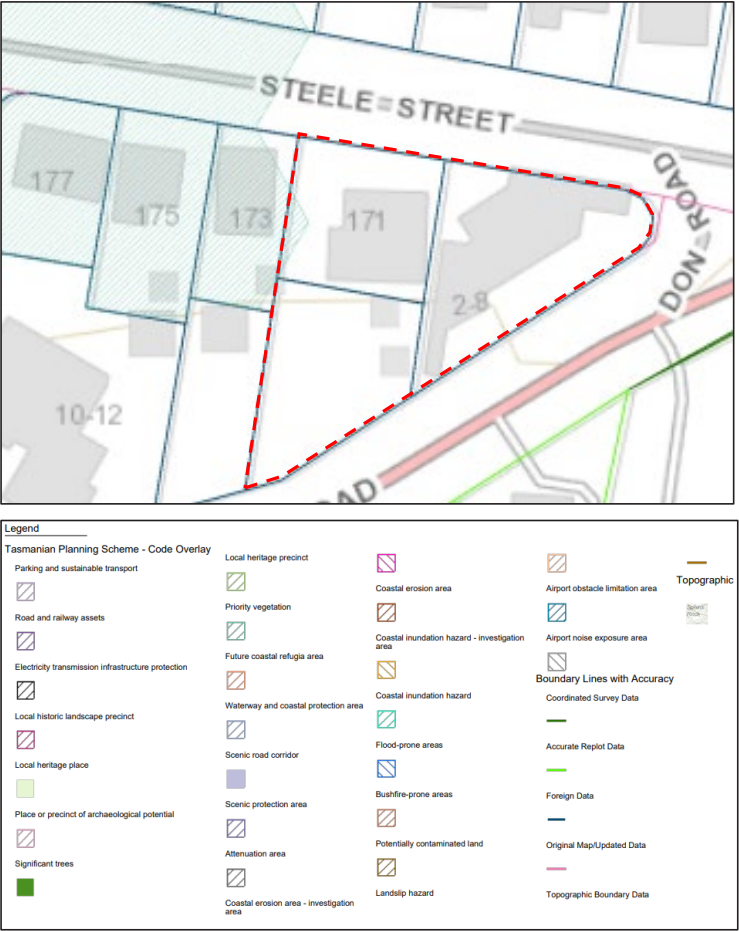 STEELE STREET
DON ROAD
177
175
173
171
2-8
10-12
OAD
Legend
Tasmanian Planning Scheme - Code Overlay
Parking and sustainable transport
Road and railway assets
Electricity transmission infrastructure protection
Local historic landscape precinct
Local heritage place
Place or precinct of archaeological potential
Significant trees
Local heritage precinct
Priority vegetation
Future coastal refugia area
Waterway and coastal protection area
Scenic road corridor
Scenic protection area
Attenuation area
Coastal erosion area - investigation
area
Coastal erosion area
Coastal inundation hazard - investigation
area
Coastal inundation hazard
Flood-prone areas
Bushfire-prone areas
Potentially contaminated land
Landslip hazard
Airport obstacle limitation area
Airport noise exposure area
Boundary Lines with Accuracy
Coordinated Survey Data
Accurate Replot Data
Foreign Data
Original Map/Updated Data
Topographic Boundary Data
Topographic